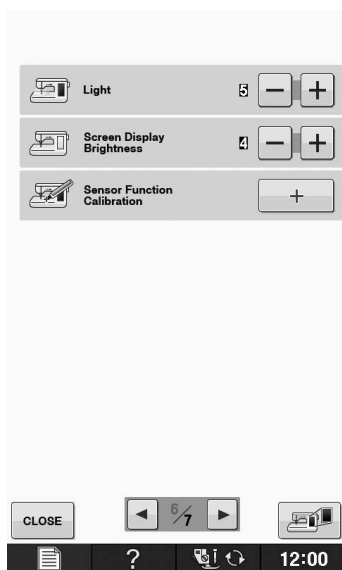 Light 5 − +
Screen Display
Brightness 4 − +
Sensor Function
Calibration +
CLOSE 6/7
? 12:00